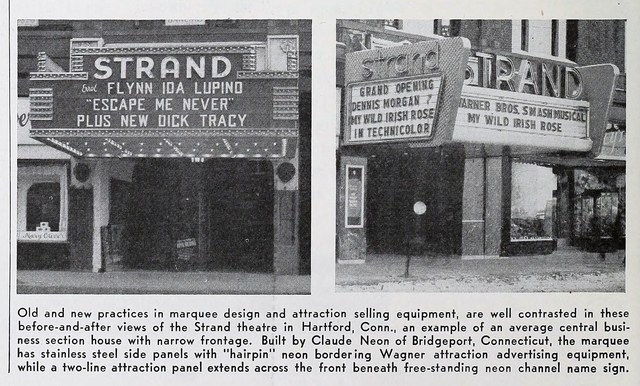 STRAND
Errol FLYNN IDA LUPINO
"ESCAPE ME NEVER"
PLUS NEW DICK TRACY
Mary Oliver
strand
GRAND OPENING
DENNIS MORGAN
MY WILD IRISH ROSE
IN TECHNICOLOR
STRAND
WARNER BROS. SMASH MUSICAL
MY WILD IRISH ROSE
Old and new practices in marquee design and attraction selling equipment, are well contrasted in these
before-and-after views of the Strand theatre in Hartford, Conn., an example of an average central busi-
ness section house with narrow frontage. Built by Claude Neon of Bridgeport, Connecticut, the marquee
has stainless steel side panels with "hairpin" neon bordering Wagner attraction advertising equipment,
while a two-line attraction panel extends across the front beneath free-standing neon channel name sign.